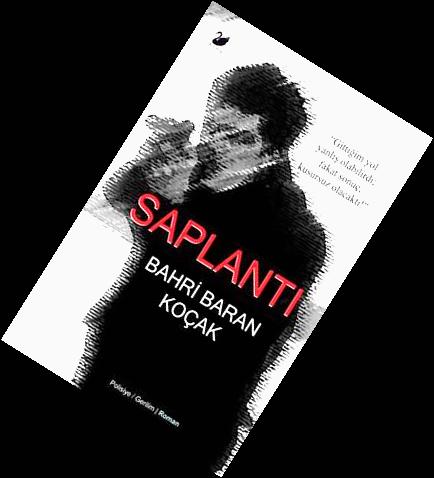 "Gittiğim yol
yanlış olabilirdi;
fakat sonuç,
kusursuz olacaktı!"
SAPLANTI
BAHRİ BARAN
KOÇAK
Polisiye / Gerilim / Roman